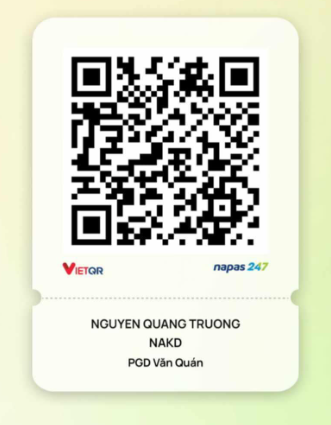 VIETQR
napas 247
NGUYEN QUANG TRUONG
NAKD
PGD Văn Quán